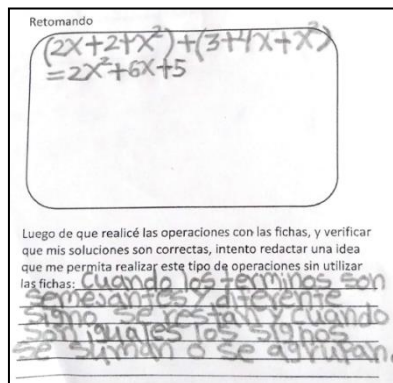 Retomando
(2x+2+x²)+(3+4x+x²)
=2x²+6x+5
Luego de que realicé las operaciones con las fichas, y verificar
que mis soluciones son correctas, intento redactar una idea
que me permita realizar este tipo de operaciones sin utilizar
las fichas: Cuando los terminos son
semejantes y diferente
signo se restan y cuando
son iguales los signos
se suman o se agrupan.